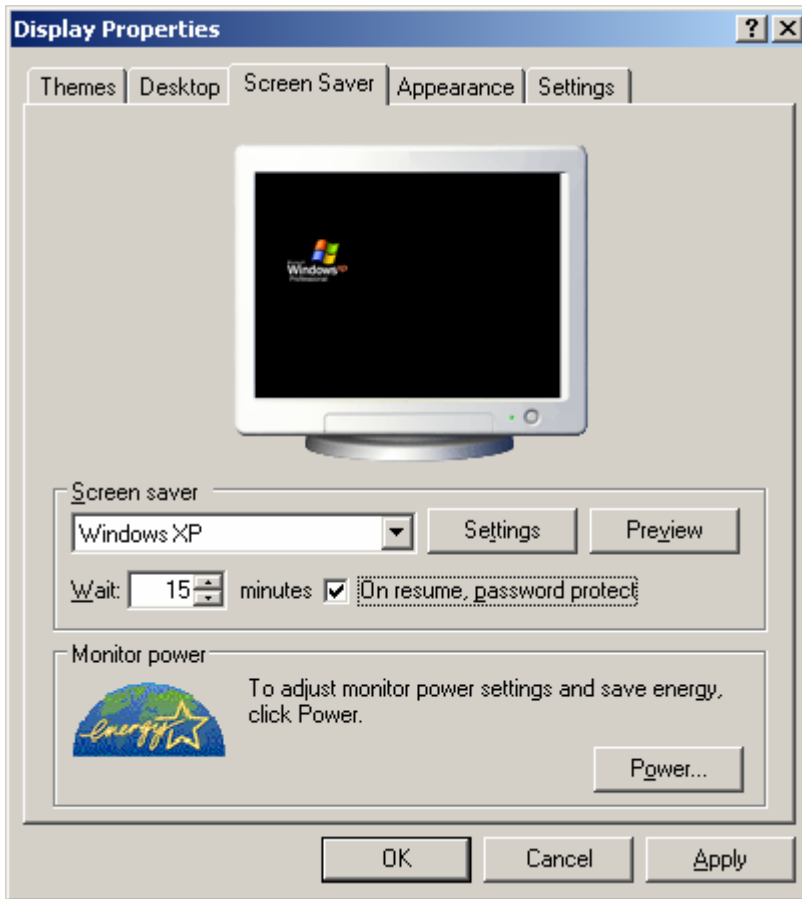 Display Properties
Themes Desktop Screen Saver Appearance Settings
Windows xp
Professional
Screen saver
Windows XP Settings Preview
Wait: 15 minutes On resume, password protect
Monitor power
energy
To adjust monitor power settings and save energy,
click Power.
Power...
OK Cancel Apply